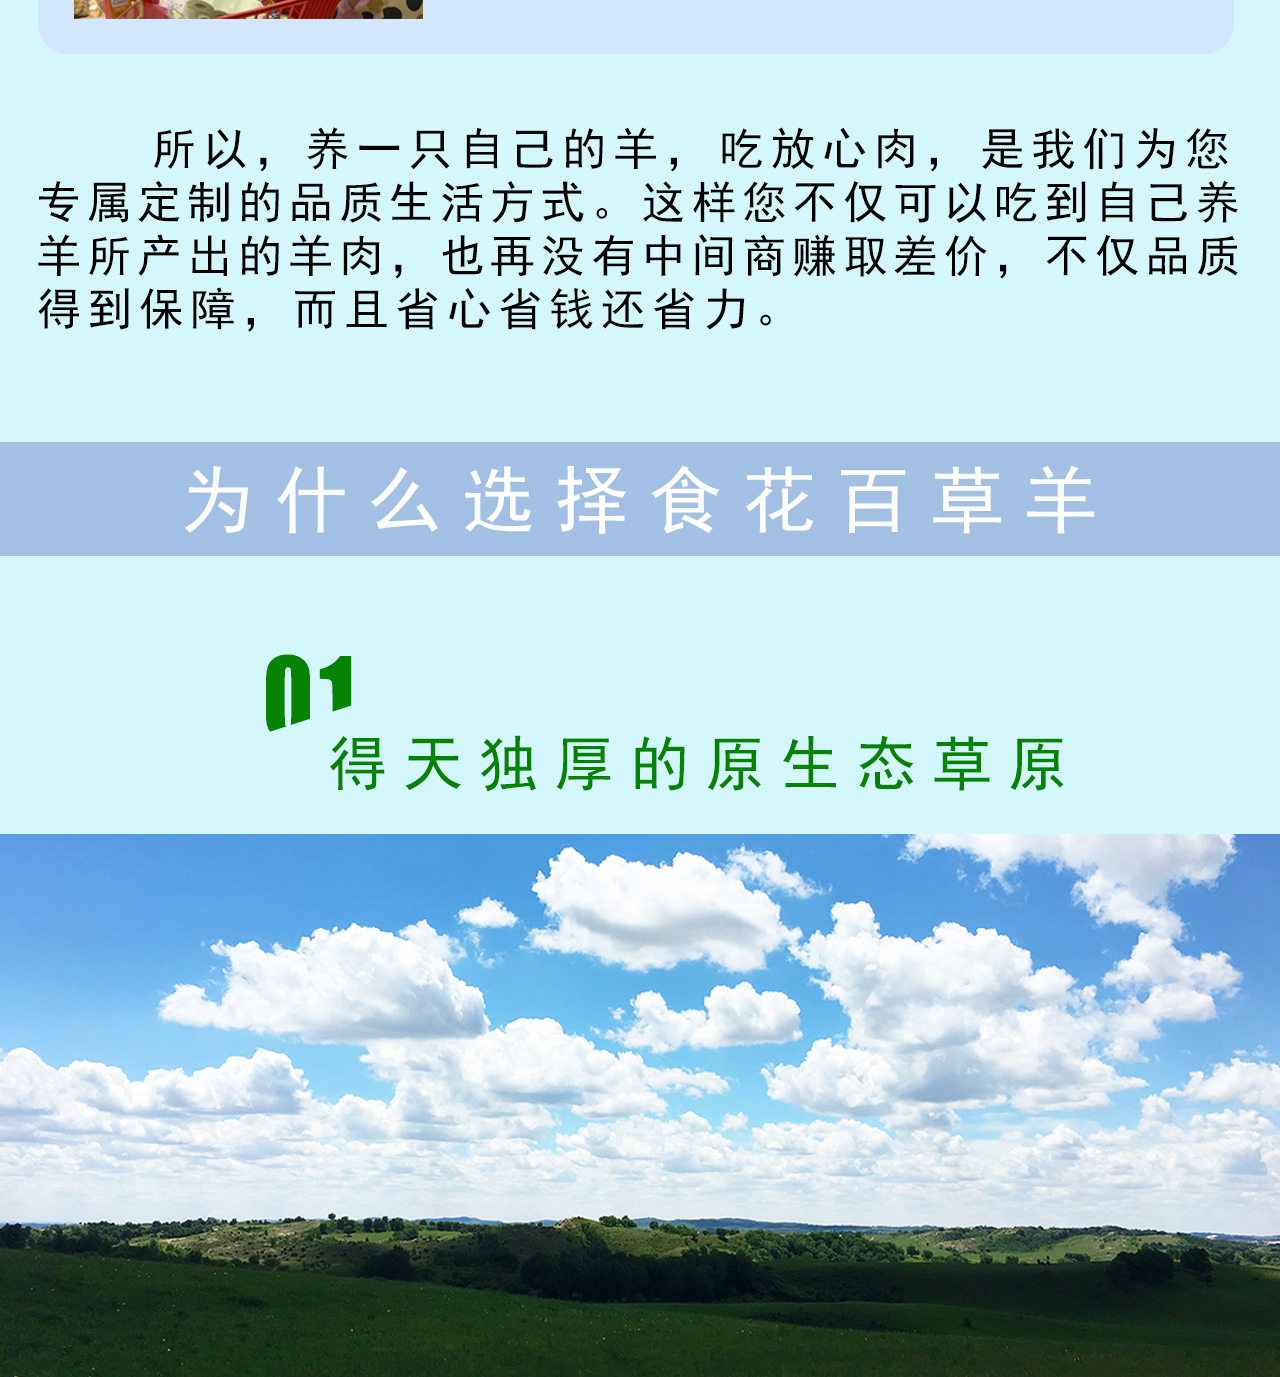 所以，养一只自己的羊，吃放心肉，是我们为您
专属定制的品质生活方式。这样您不仅可以吃到自己养
羊所产出的羊肉，也再没有中间商赚取差价，不仅品质
得到保障，而且省心省钱还省力。
为什么选择食花百草羊
01
得天独厚的原生态草原